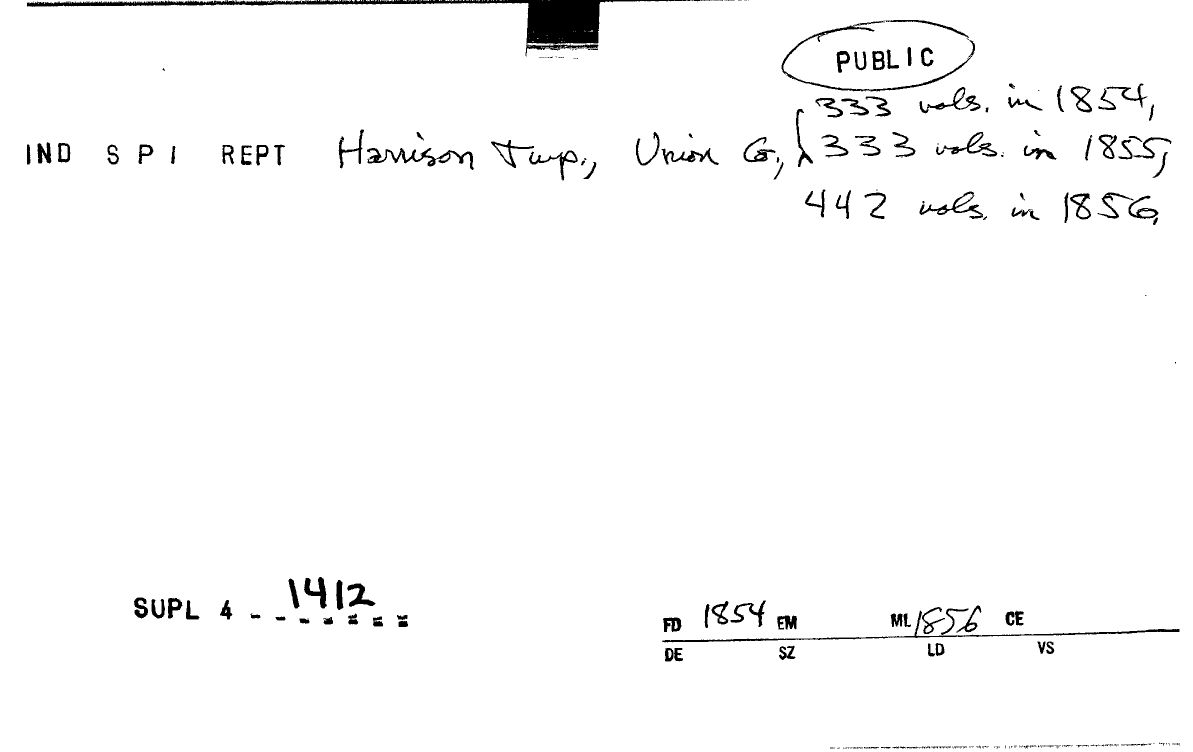 PUBLIC
333 vols. in 1854,
IND S P I REPT Harrison Twp., Union Co., 333 vols. in 1855,
442 vols. in 1856,
SUPL 4 - 1412
FD 1854 EM ML 1856 CE
DE SZ LD VS